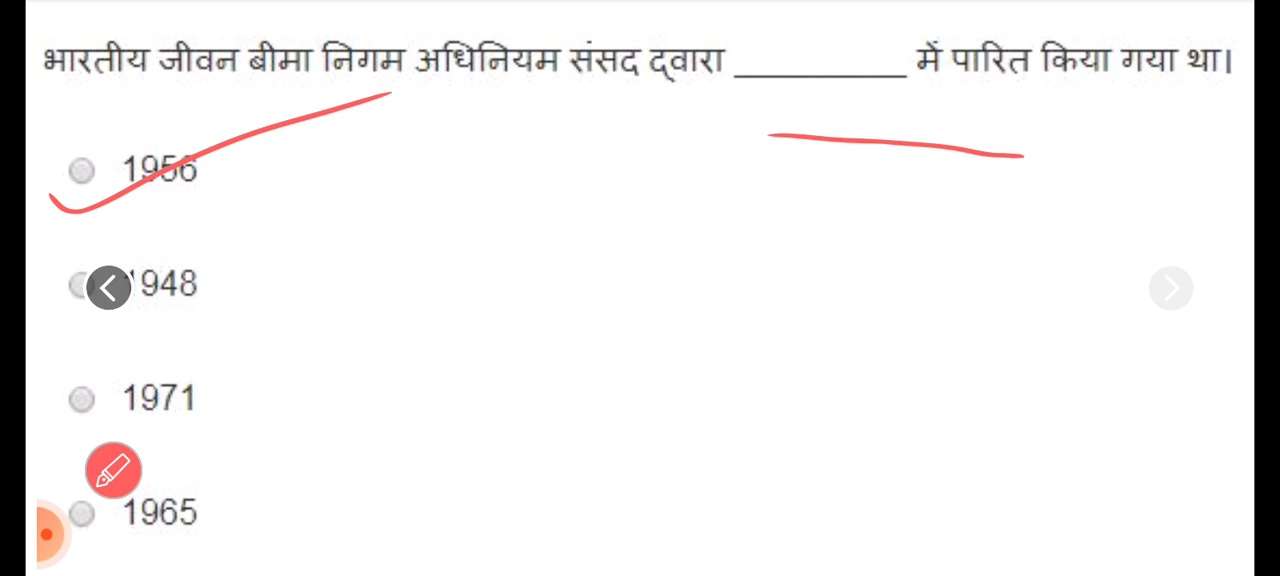 भारतीय जीवन बीमा निगम अधिनियम संसद द्वारा __________ में पारित किया गया था।
1956
1948
1971
1965